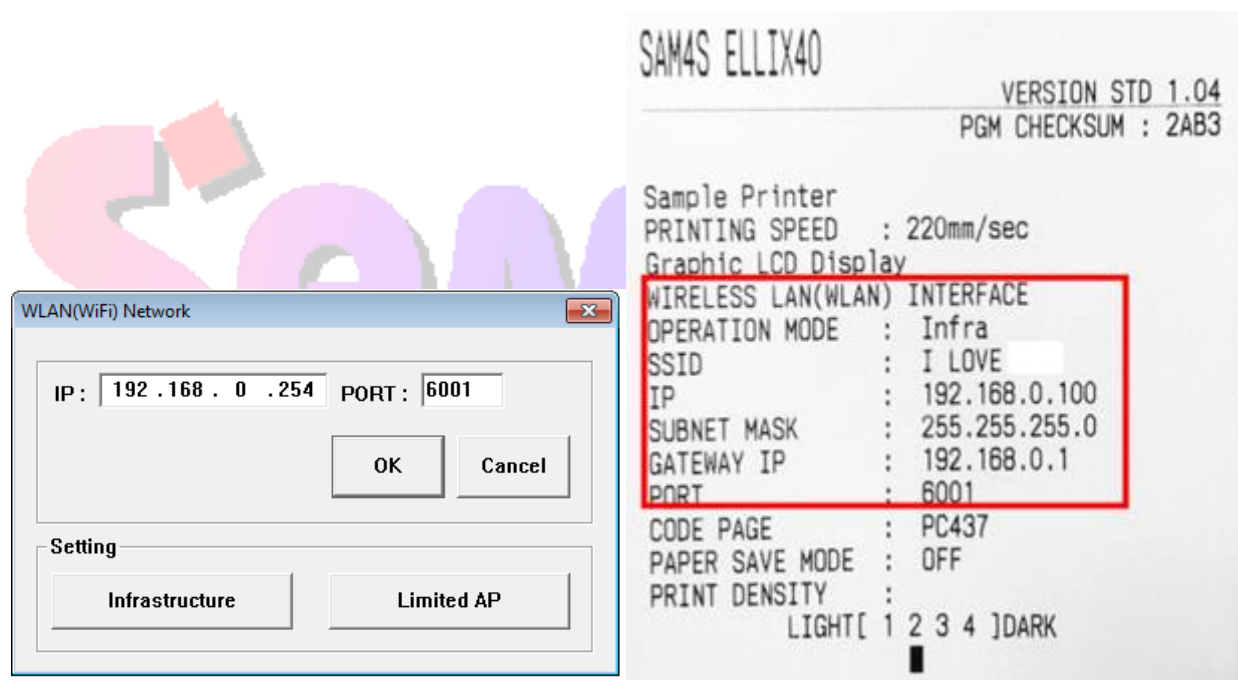 WLAN(WiFi) Network
IP : 192 .168 . 0 .254 PORT : 6001
OK Cancel
Setting
Infrastructure Limited AP
SAM4S ELLIX40
VERSION STD 1.04
PGM CHECKSUM : 2AB3
Sample Printer
PRINTING SPEED : 220mm/sec
Graphic LCD Display
WIRELESS LAN(WLAN) INTERFACE
OPERATION MODE : Infra
SSID : I LOVE
IP : 192.168.0.100
SUBNET MASK : 255.255.255.0
GATEWAY IP : 192.168.0.1
PORT : 6001
CODE PAGE : PC437
PAPER SAVE MODE : OFF
PRINT DENSITY :
LIGHT[ 1 2 3 4 ]DARK